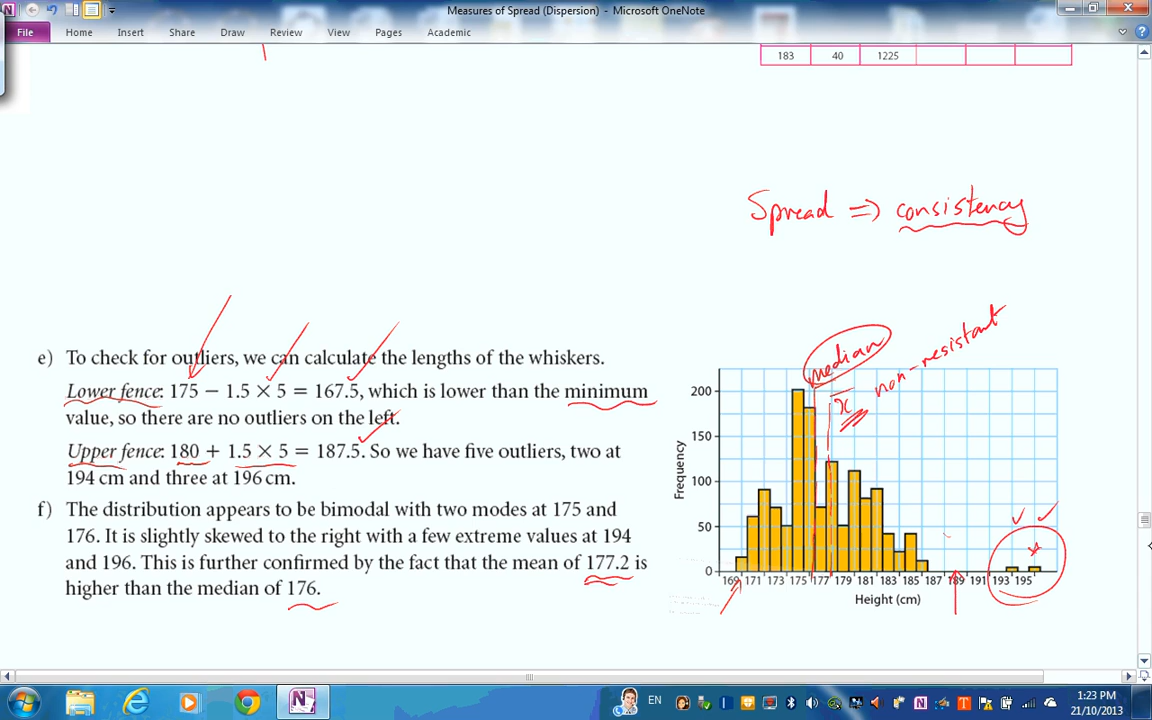 Measures of Spread (Dispersion) - Microsoft OneNote
File Home Insert Share Draw Review View Pages Academic
183 40 1225
Spread ⇒ consistency
e) To check for outliers, we can calculate the lengths of the whiskers.
Lower fence: 175 − 1.5 × 5 = 167.5, which is lower than the minimum
value, so there are no outliers on the left.
Upper fence: 180 + 1.5 × 5 = 187.5. So we have five outliers, two at
194 cm and three at 196 cm.
f) The distribution appears to be bimodal with two modes at 175 and
176. It is slightly skewed to the right with a few extreme values at 194
and 196. This is further confirmed by the fact that the mean of 177.2 is
higher than the median of 176.
median
x̄ non-resistant
Frequency
200
150
100
50
0
169 171 173 175 177 179 181 183 185 187 189 191 193 195
Height (cm)
EN
1:23 PM
21/10/2013